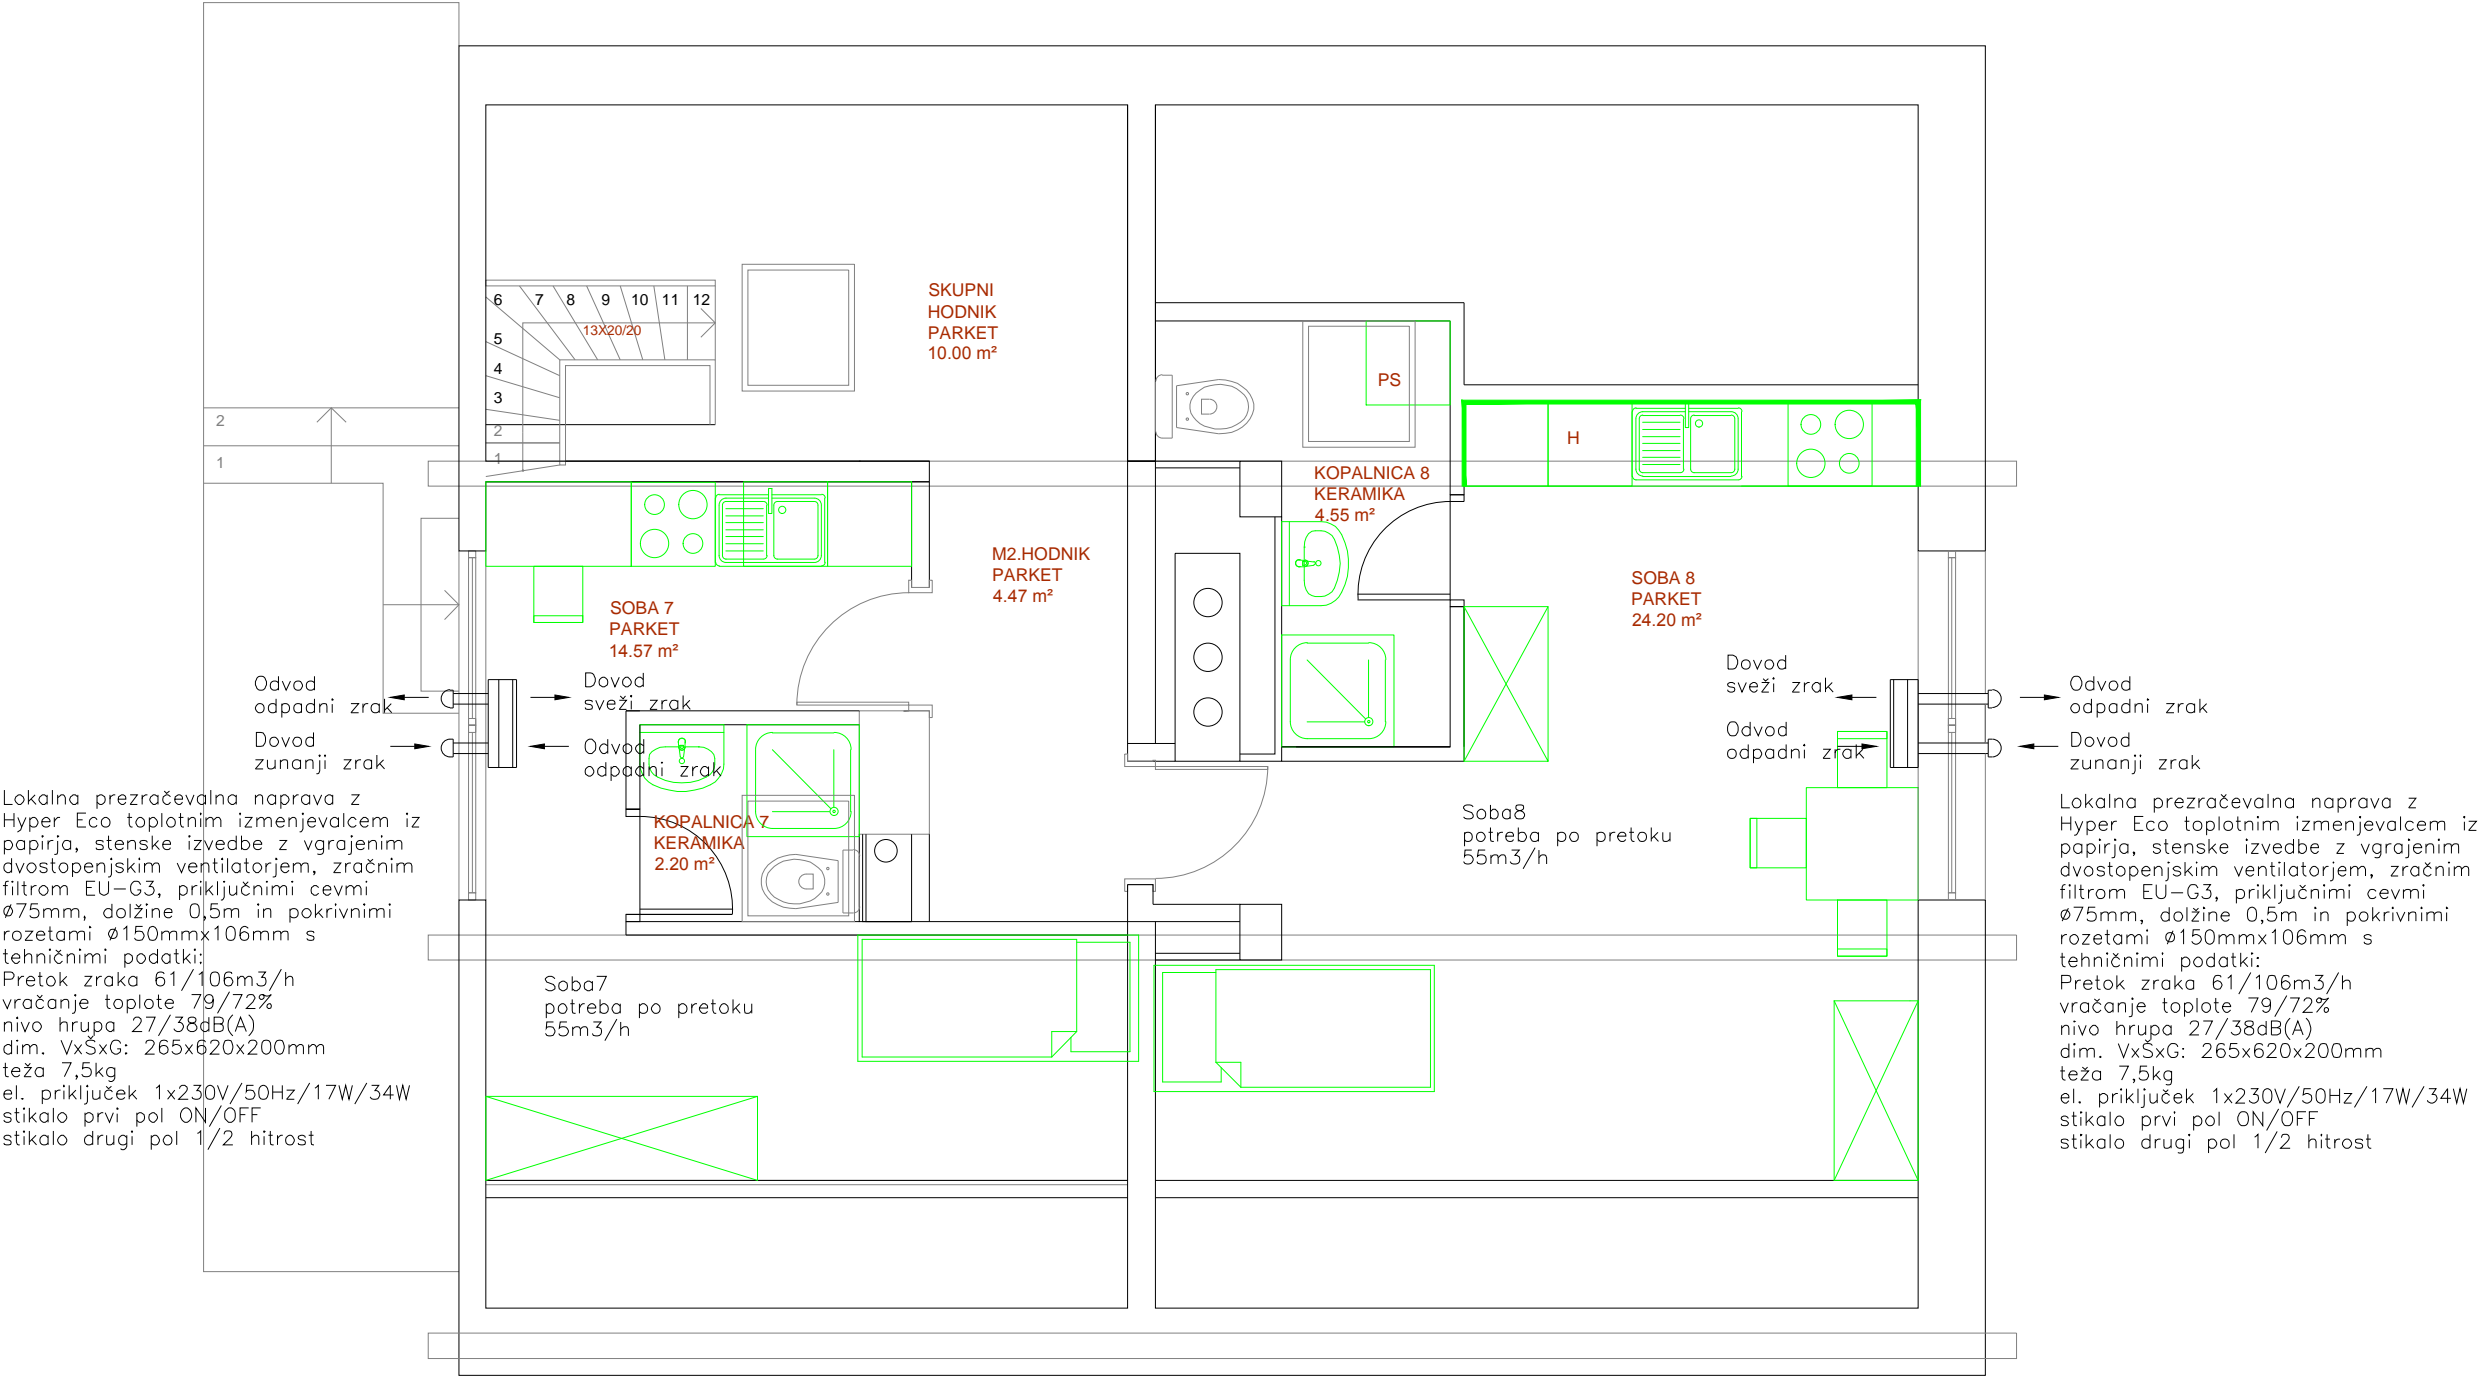 6 7 8 9 10 11 12
13X20/20
5
4
3
2
1
2
1
SKUPNI
HODNIK
PARKET
10.00 m²
PS
H
KOPALNICA 8
KERAMIKA
4.55 m²
M2.HODNIK
PARKET
4.47 m²
SOBA 7
PARKET
14.57 m²
SOBA 8
PARKET
24.20 m²
Odvod
odpadni zrak
Dovod
zunanji zrak
Dovod
sveži zrak
Odvod
odpadni zrak
Dovod
sveži zrak
Odvod
odpadni zrak
Odvod
odpadni zrak
Dovod
zunanji zrak
KOPALNICA 7
KERAMIKA
2.20 m²
Soba8
potreba po pretoku
55m3/h
Soba7
potreba po pretoku
55m3/h
Lokalna prezračevalna naprava z
Hyper Eco toplotnim izmenjevalcem iz
papirja, stenske izvedbe z vgrajenim
dvostopenjskim ventilatorjem, zračnim
filtrom EU-G3, priključnimi cevmi
ø75mm, dolžine 0,5m in pokrivnimi
rozetami ø150mmx106mm s
tehničnimi podatki:
Pretok zraka 61/106m3/h
vračanje toplote 79/72%
nivo hrupa 27/38dB(A)
dim. VxŠxG: 265x620x200mm
teža 7,5kg
el. priključek 1x230V/50Hz/17W/34W
stikalo prvi pol ON/OFF
stikalo drugi pol 1/2 hitrost
Lokalna prezračevalna naprava z
Hyper Eco toplotnim izmenjevalcem iz
papirja, stenske izvedbe z vgrajenim
dvostopenjskim ventilatorjem, zračnim
filtrom EU-G3, priključnimi cevmi
ø75mm, dolžine 0,5m in pokrivnimi
rozetami ø150mmx106mm s
tehničnimi podatki:
Pretok zraka 61/106m3/h
vračanje toplote 79/72%
nivo hrupa 27/38dB(A)
dim. VxŠxG: 265x620x200mm
teža 7,5kg
el. priključek 1x230V/50Hz/17W/34W
stikalo prvi pol ON/OFF
stikalo drugi pol 1/2 hitrost